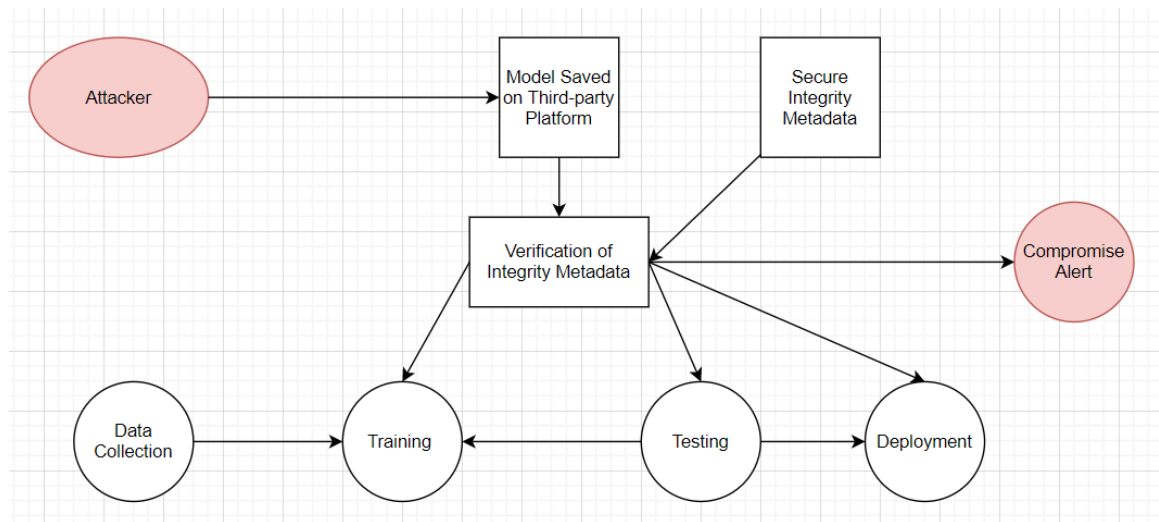 Attacker
Model Saved
on Third-party
Platform
Secure
Integrity
Metadata
Verification of
Integrity Metadata
Compromise
Alert
Data
Collection
Training
Testing
Deployment